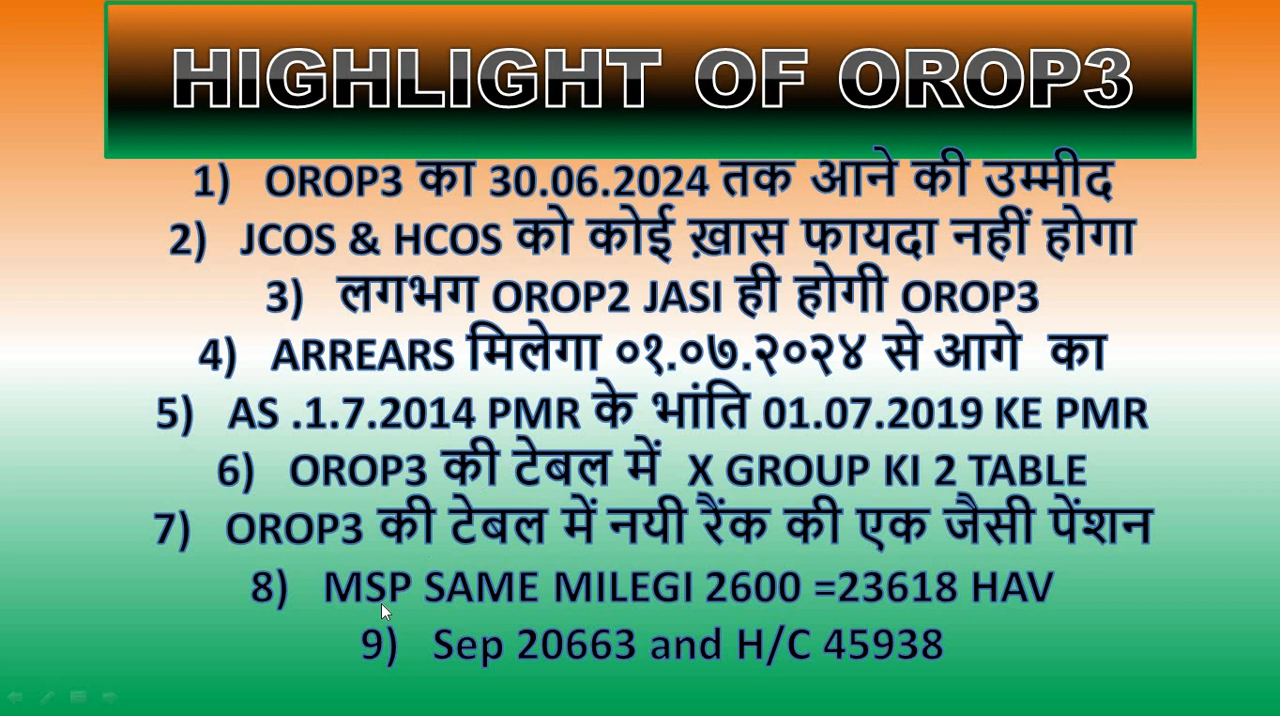 HIGHLIGHT OF OROP3
1) OROP3 का 30.06.2024 तक आने की उम्मीद
2) JCOS & HCOS को कोई ख़ास फायदा नहीं होगा
3) लगभग OROP2 JASI ही होगी OROP3
4) ARREARS मिलेगा ०१.०७.२०२४ से आगे का
5) AS .1.7.2014 PMR के भांति 01.07.2019 KE PMR
6) OROP3 की टेबल में X GROUP KI 2 TABLE
7) OROP3 की टेबल में नयी रैंक की एक जैसी पेंशन
8) MSP SAME MILEGI 2600 =23618 HAV
9) Sep 20663 and H/C 45938